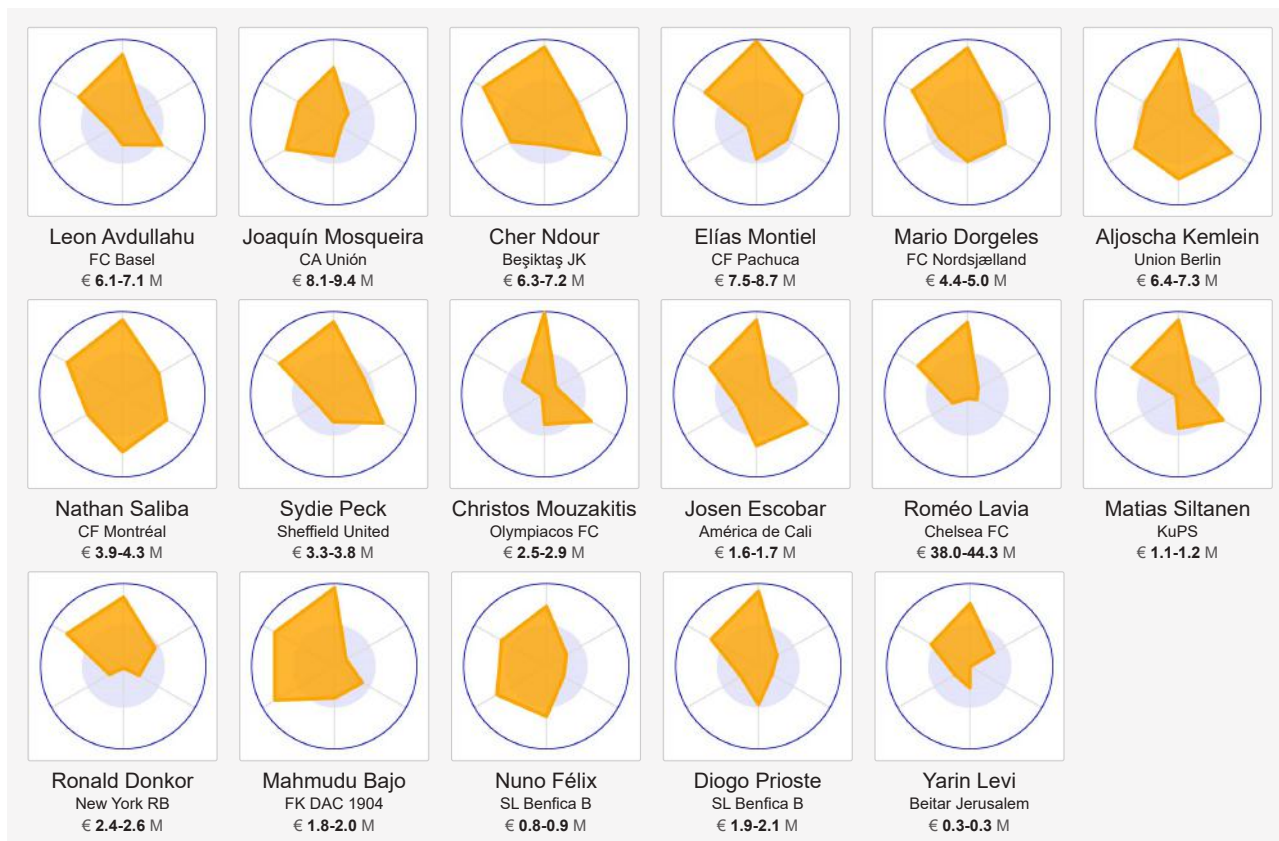 Leon Avdullahu
FC Basel
€ 6.1-7.1 M
Joaquín Mosqueira
CA Unión
€ 8.1-9.4 M
Cher Ndour
Beşiktaş JK
€ 6.3-7.2 M
Elías Montiel
CF Pachuca
€ 7.5-8.7 M
Mario Dorgeles
FC Nordsjælland
€ 4.4-5.0 M
Aljoscha Kemlein
Union Berlin
€ 6.4-7.3 M
Nathan Saliba
CF Montréal
€ 3.9-4.3 M
Sydie Peck
Sheffield United
€ 3.3-3.8 M
Christos Mouzakitis
Olympiacos FC
€ 2.5-2.9 M
Josen Escobar
América de Cali
€ 1.6-1.7 M
Roméo Lavia
Chelsea FC
€ 38.0-44.3 M
Matias Siltanen
KuPS
€ 1.1-1.2 M
Ronald Donkor
New York RB
€ 2.4-2.6 M
Mahmudu Bajo
FK DAC 1904
€ 1.8-2.0 M
Nuno Félix
SL Benfica B
€ 0.8-0.9 M
Diogo Prioste
SL Benfica B
€ 1.9-2.1 M
Yarin Levi
Beitar Jerusalem
€ 0.3-0.3 M